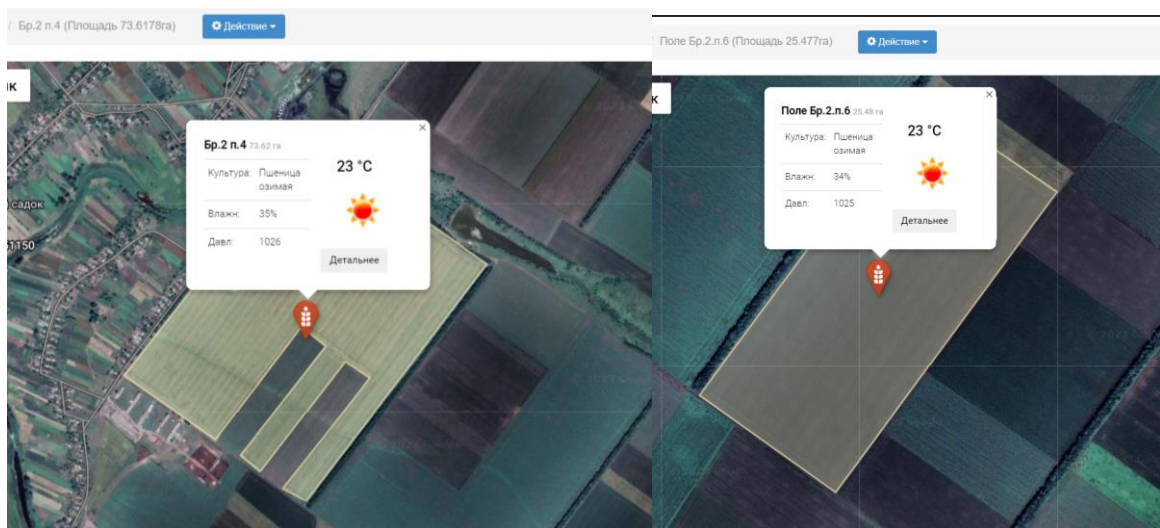 / Бр.2 п.4 (Площадь 73.6178га)
Действие
Бр.2 п.4 73.62 га
Культура: Пшеница
озимая
23 °C
Влажн: 35%
Давл: 1026
Детальнее
садок
51150
/ Поле Бр.2.п.6 (Площадь 25.477га)
Действие
Поле Бр.2.п.6 25.48 га
Культура: Пшеница
озимая
23 °C
Влажн: 34%
Давл: 1025
Детальнее